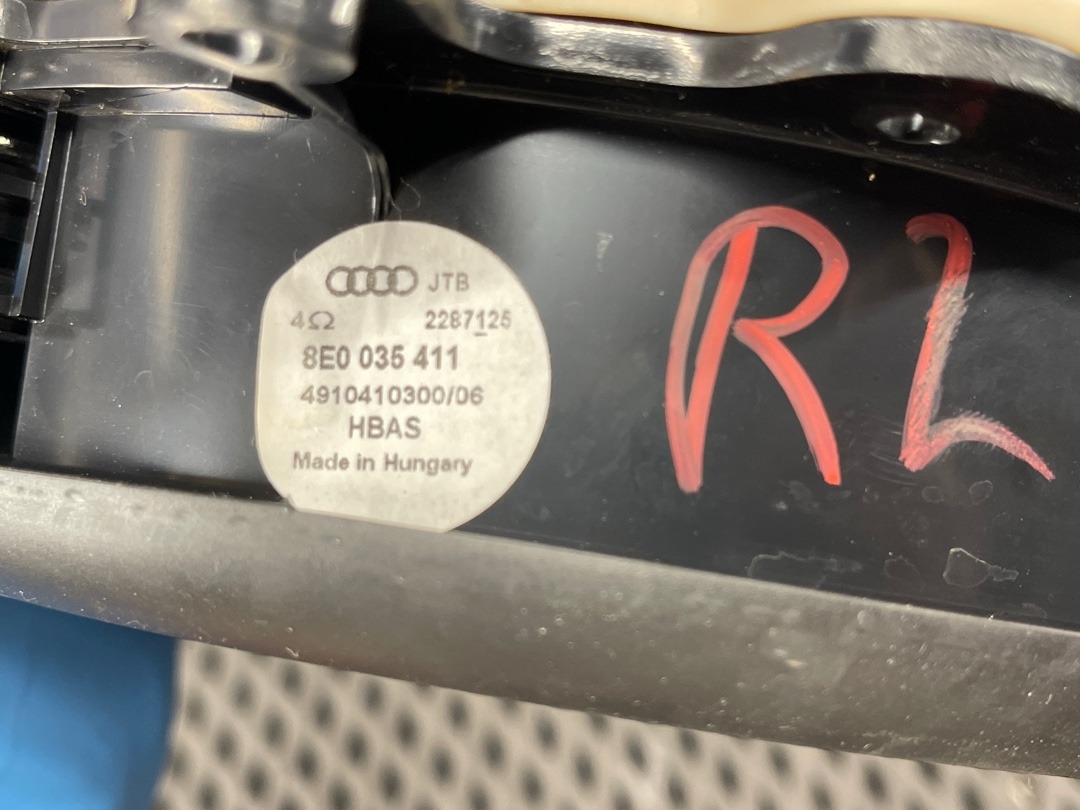 JTB
4Ω 2287125
8E0 035 411
4910410300/06
HBAS
Made in Hungary
RL